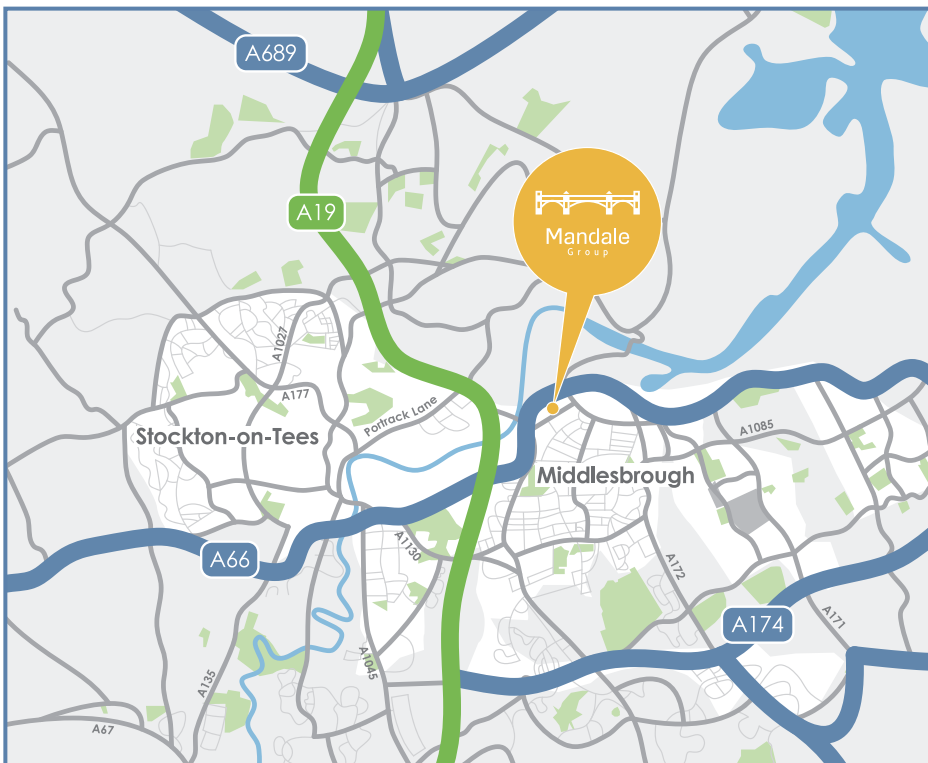 A689
A19
Mandale
Group
A1027
A177
Portrack Lane
Stockton-on-Tees
A1085
Middlesbrough
A66
A1130
A172
A174
A171
A135
A1045
A67